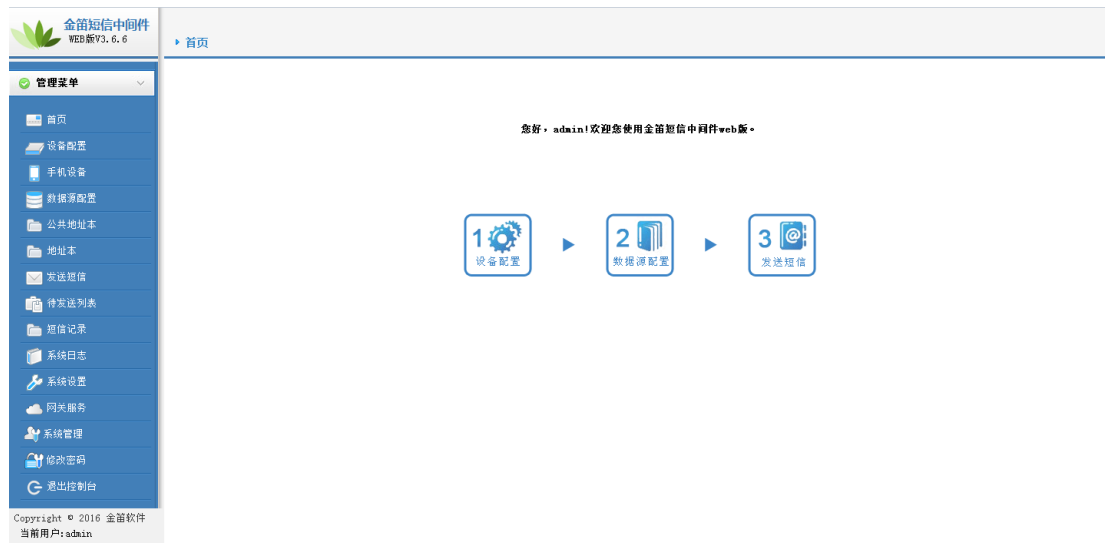 金笛短信中间件
WEB版V3.6.6
首页
管理菜单
首页
设备配置
手机设备
数据源配置
公共地址本
地址本
发送短信
待发送列表
短信记录
系统日志
系统设置
网关服务
系统管理
修改密码
退出控制台
Copyright © 2016 金笛软件
当前用户:admin
您好，admin!欢迎您使用金笛短信中间件web版。
1
设备配置
2
数据源配置
3
发送短信